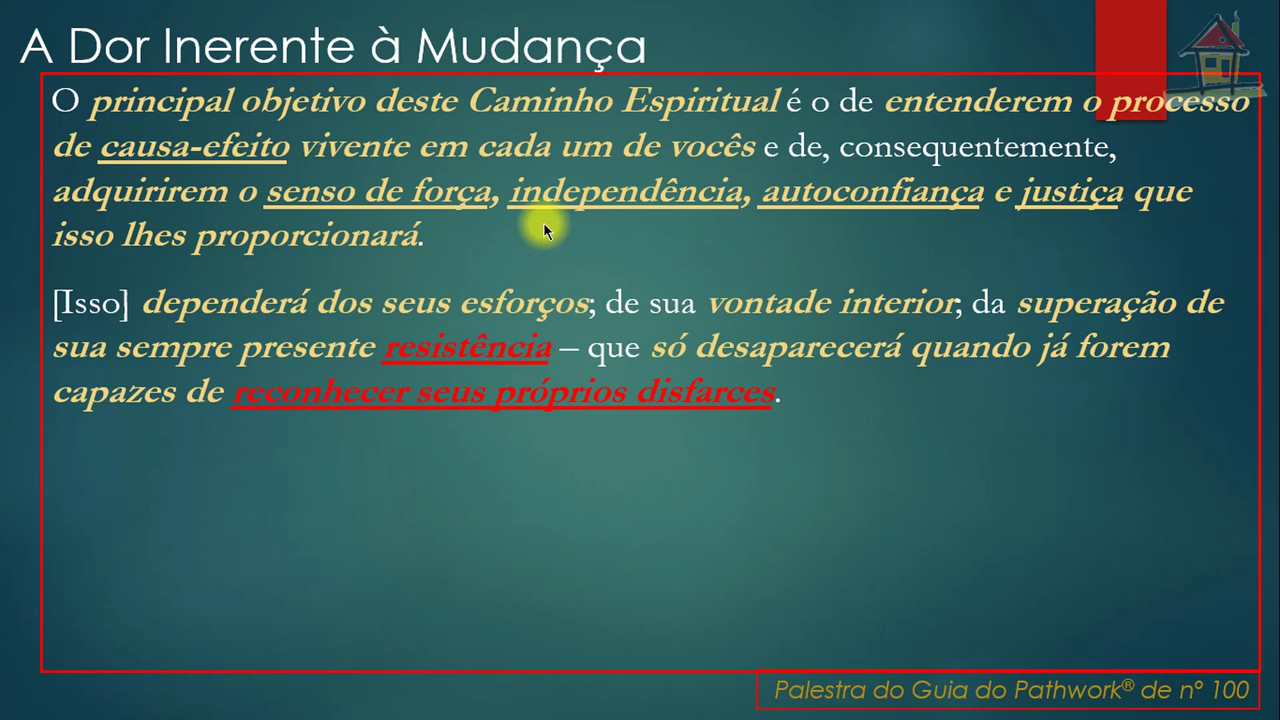 A Dor Inerente à Mudança
O principal objetivo deste Caminho Espiritual é o de entenderem o processo
de causa-efeito vivente em cada um de vocês e de, consequentemente,
adquirirem o senso de força, independência, autoconfiança e justiça que
isso lhes proporcionará.
[Isso] dependerá dos seus esforços; de sua vontade interior; da superação de
sua sempre presente resistência – que só desaparecerá quando já forem
capazes de reconhecer seus próprios disfarces.
Palestra do Guia do Pathwork® de nº 100